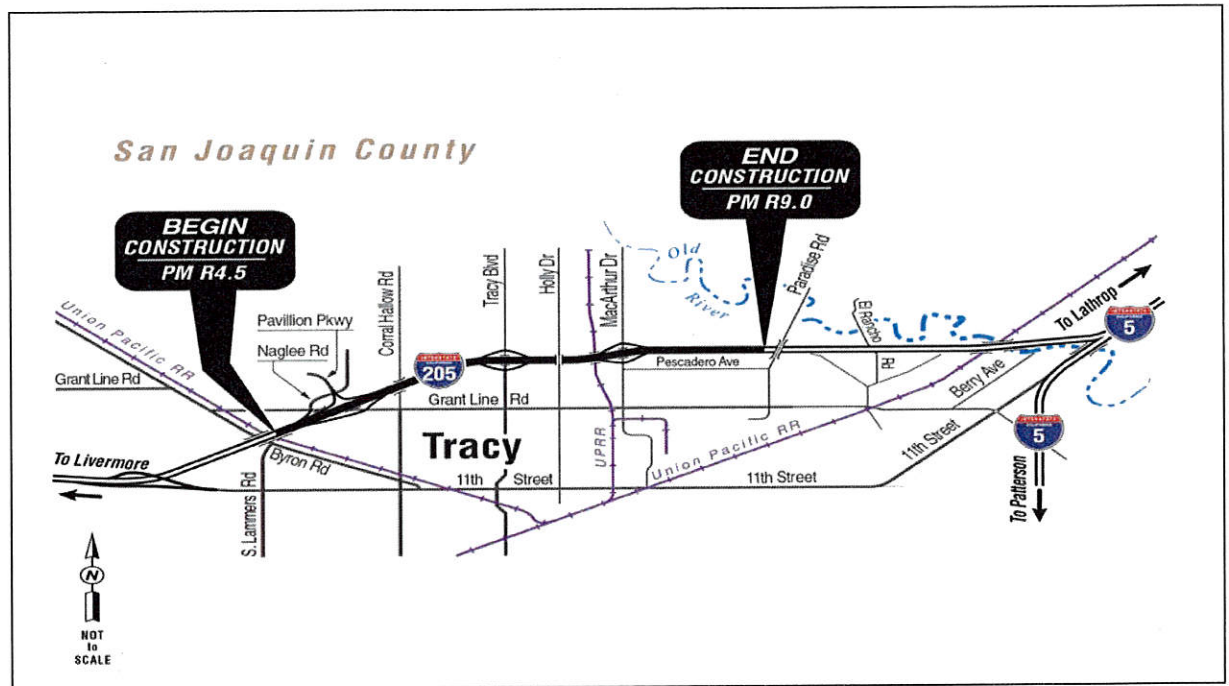 San Joaquin County
BEGIN
CONSTRUCTION
PM R4.5
END
CONSTRUCTION
PM R9.0
Union Pacific RR
Pavillion Pkwy
Naglee Rd
Grant Line Rd
Corral Hallow Rd
Tracy Blvd
Holly Dr
MacArthur Dr
Old
River
Paradise Rd
El Rancho
Rd
To Lathrop
5
205
Pescadero Ave
Grant Line Rd
Berry Ave
Tracy
To Livermore
Byron Rd
S. Lammers Rd
11th Street
UPRR
Union Pacific RR
11th Street
11th Street
5
To Patterson
N
NOT
to
SCALE